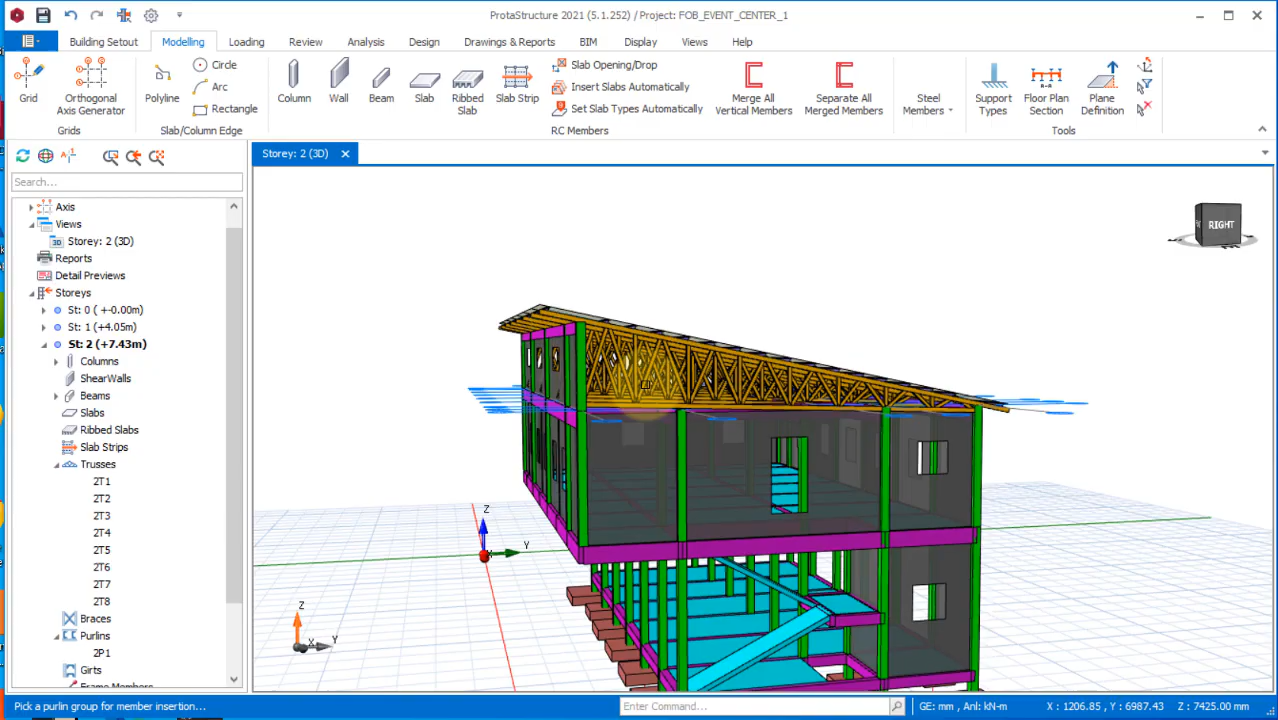 ProtaStructure 2021 (5.1.252) / Project: FOB_EVENT_CENTER_1
Building Setout Modelling Loading Review Analysis Design Drawings & Reports BIM Display Views Help
Grid
Orthogonal
Axis Generator
Grids
Polyline
Circle
Arc
Rectangle
Slab/Column Edge
Column
Wall
Beam
Slab
Ribbed
Slab
Slab Strip
Slab Opening/Drop
Insert Slabs Automatically
Set Slab Types Automatically
RC Members
Merge All
Vertical Members
Separate All
Merged Members
Steel
Members
Support
Types
Floor Plan
Section
Plane
Definition
Tools
Storey: 2 (3D)
Search...
Axis
Views
3D Storey: 2 (3D)
Reports
Detail Previews
Storeys
St: 0 ( +-0.00m)
St: 1 (+4.05m)
St: 2 (+7.43m)
Columns
ShearWalls
Beams
Slabs
Ribbed Slabs
Slab Strips
Trusses
2T1
2T2
2T3
2T4
2T5
2T6
2T7
2T8
Braces
Purlins
2P1
Girts
Frame Members
RIGHT
Z
Y
X
Z
X
Y
Pick a purlin group for member insertion...
Enter Command...
GE: mm , Anl: kN-m
X : 1206.85 , Y : 6987.43
Z : 7425.00 mm